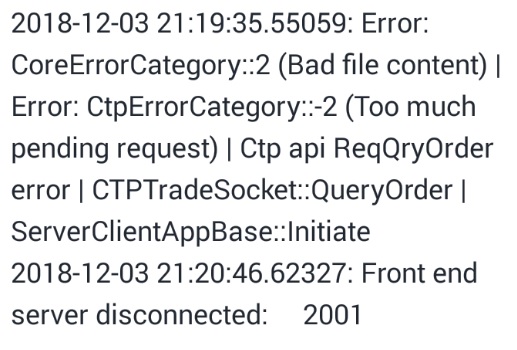 2018-12-03 21:19:35.55059: Error:
CoreErrorCategory::2 (Bad file content) |
Error: CtpErrorCategory::-2 (Too much
pending request) | Ctp api ReqQryOrder
error | CTPTradeSocket::QueryOrder |
ServerClientAppBase::Initiate
2018-12-03 21:20:46.62327: Front end
server disconnected:     2001